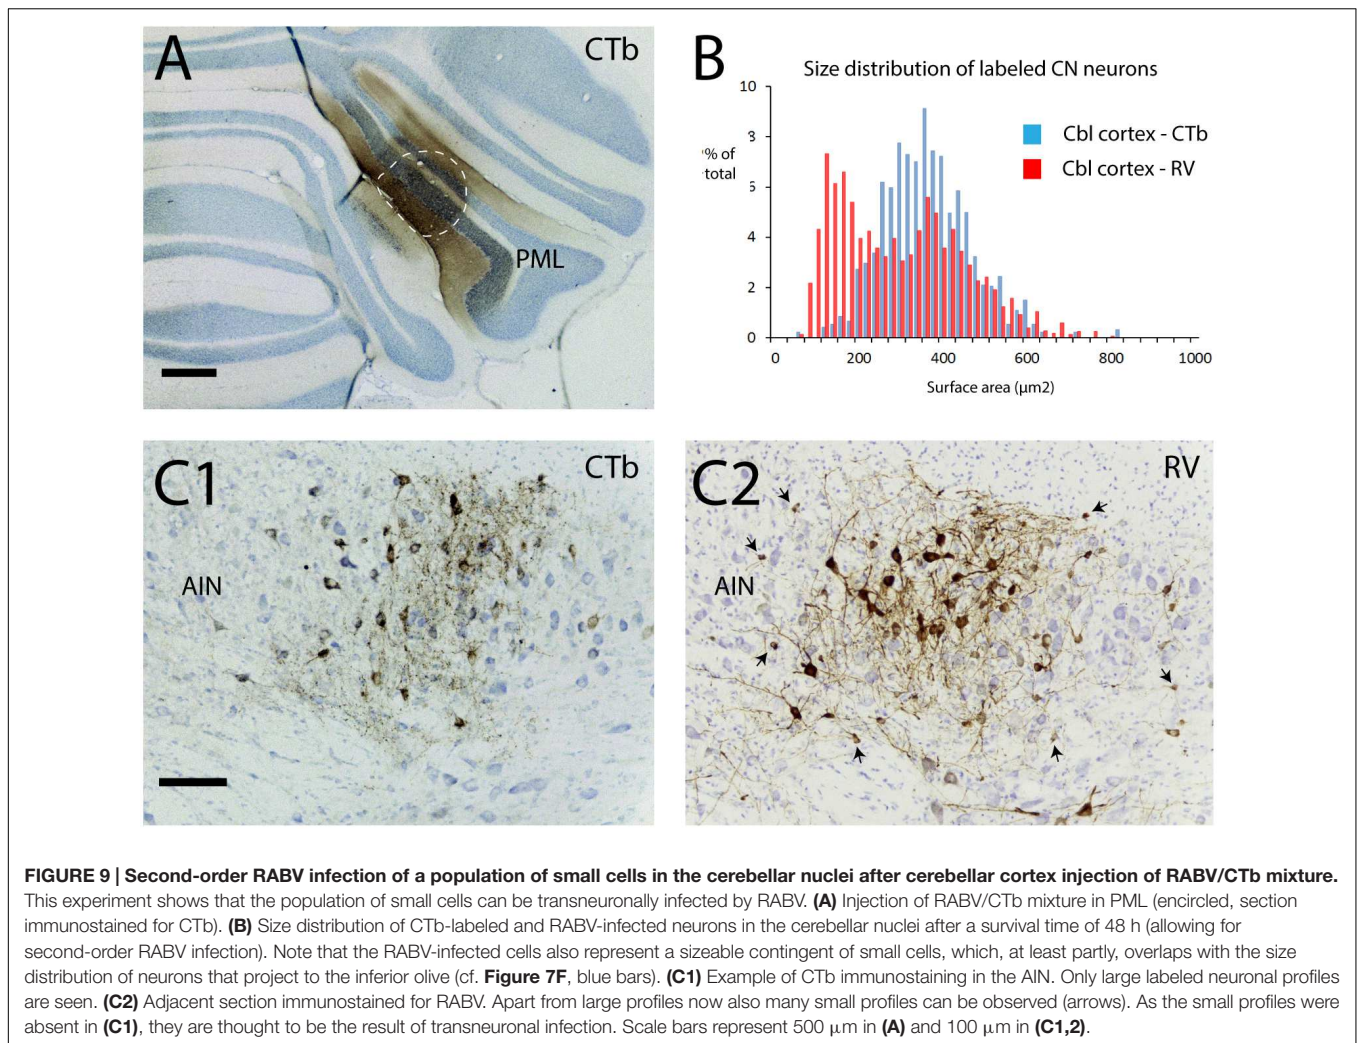 A
CTb
PML
B
Size distribution of labeled CN neurons
10
8
% of
total
6
4
2
0
0 200 400 600 800 1000
Surface area (µm2)
Cbl cortex - CTb
Cbl cortex - RV
C1
CTb
AIN
C2
RV
AIN
FIGURE 9 | Second-order RABV infection of a population of small cells in the cerebellar nuclei after cerebellar cortex injection of RABV/CTb mixture.
This experiment shows that the population of small cells can be transneuronally infected by RABV. (A) Injection of RABV/CTb mixture in PML (encircled, section
immunostained for CTb). (B) Size distribution of CTb-labeled and RABV-infected neurons in the cerebellar nuclei after a survival time of 48 h (allowing for
second-order RABV infection). Note that the RABV-infected cells also represent a sizeable contingent of small cells, which, at least partly, overlaps with the size
distribution of neurons that project to the inferior olive (cf. Figure 7F, blue bars). (C1) Example of CTb immunostaining in the AIN. Only large labeled neuronal profiles
are seen. (C2) Adjacent section immunostained for RABV. Apart from large profiles now also many small profiles can be observed (arrows). As the small profiles were
absent in (C1), they are thought to be the result of transneuronal infection. Scale bars represent 500 µm in (A) and 100 µm in (C1,2).